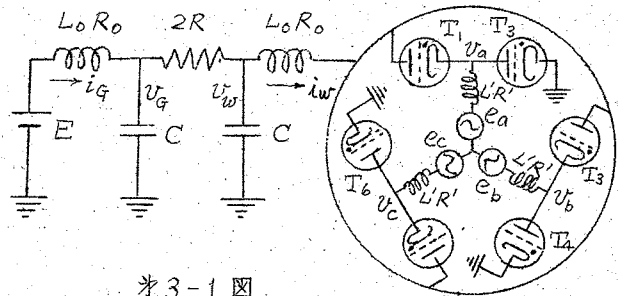 L₀R₀
2R
L₀R₀
i_G
v_G
v_w
i_w
E
C
C
T₁
T₃
v_a
L'R'
e_a
e_c
e_b
L'R'
L'R'
T₃
T₆
v_c
v_b
T₄
第3-1図